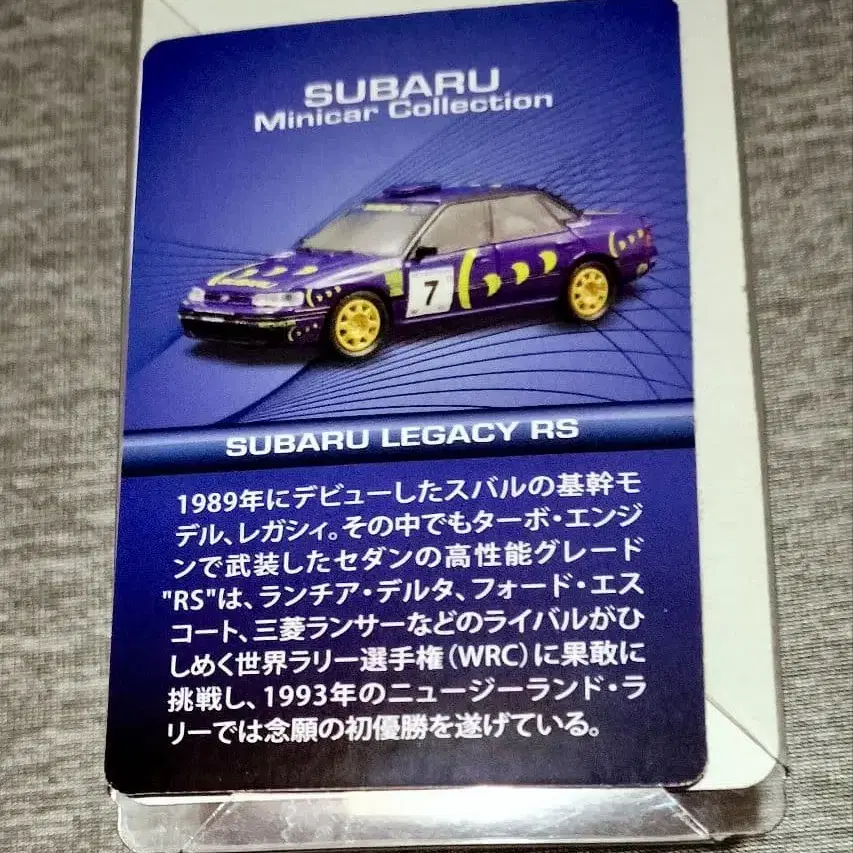 SUBARU
Minicar Collection
7
SUBARU LEGACY RS
1989年にデビューしたスバルの基幹モ
デル、レガシィ。その中でもターボ・エンジ
ンで武装したセダンの高性能グレード
"RS"は、ランチア・デルタ、フォード・エス
コート、三菱ランサーなどのライバルがひ
しめく世界ラリー選手権(WRC)に果敢に
挑戦し、1993年のニュージーランド・ラ
リーでは念願の初優勝を遂げている。